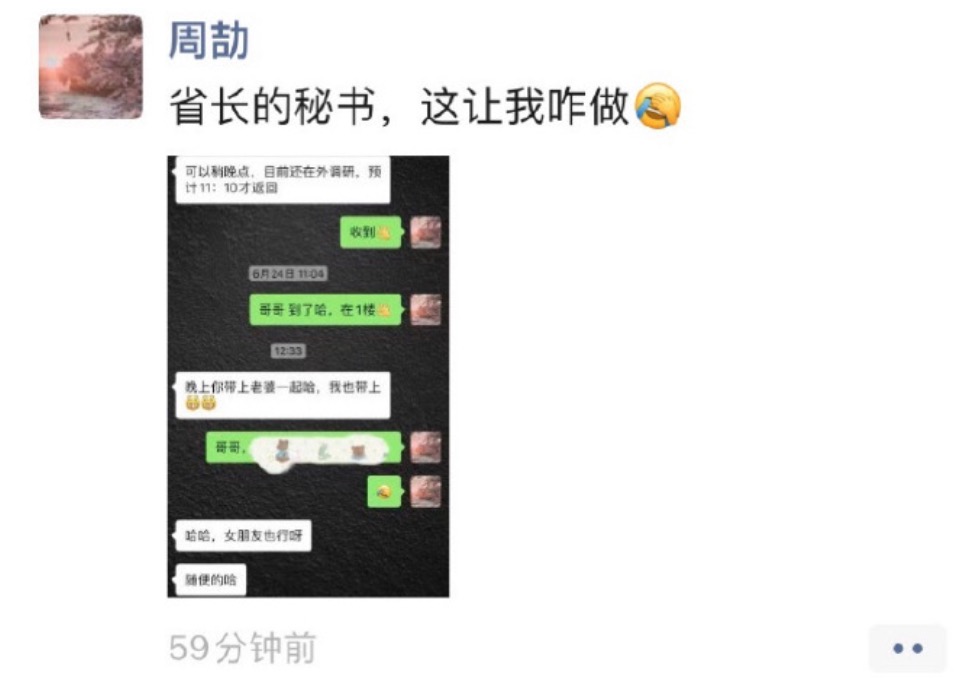 周劼
省长的秘书，这让我咋做
可以稍晚点，目前还在外调研，预
计11：10才返回
收到
6月24日 11:04
哥哥 到了哈，在1楼
12:33
晚上你带上老婆一起哈，我也带上
哥哥，
哈哈，女朋友也行呀
随便的哈
59分钟前